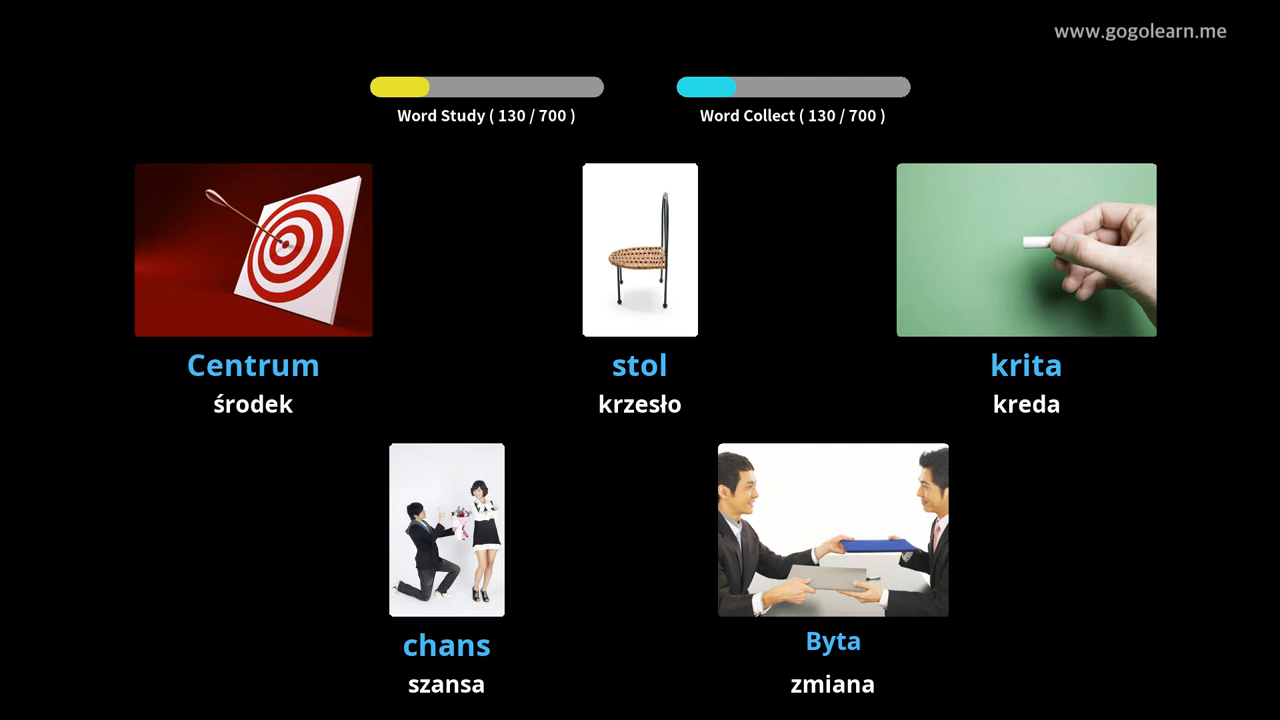 www.gogolearn.me
Word Study ( 130 / 700 )
Word Collect ( 130 / 700 )
Centrum
środek
stol
krzesło
krita
kreda
chans
szansa
Byta
zmiana